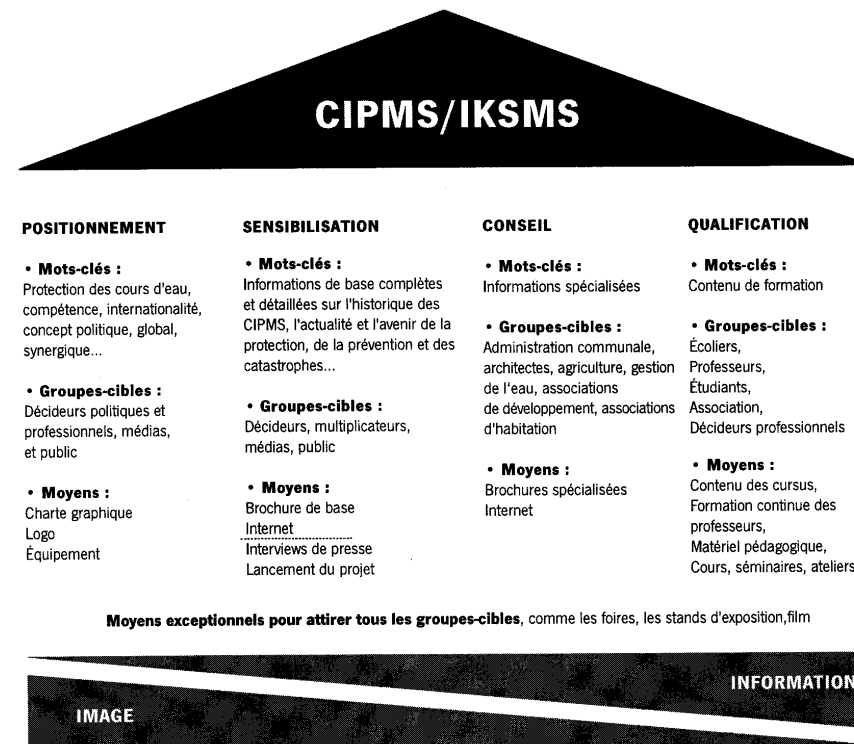 CIPMS/IKSMS
POSITIONNEMENT
• Mots-clés :
Protection des cours d'eau,
compétence, internationalité,
concept politique, global,
synergique...
• Groupes-cibles :
Décideurs politiques et
professionnels, médias,
et public
• Moyens :
Charte graphique
Logo
Équipement
SENSIBILISATION
• Mots-clés :
Informations de base complètes
et détaillées sur l'historique des
CIPMS, l'actualité et l'avenir de la
protection, de la prévention et des
catastrophes...
• Groupes-cibles :
Décideurs, multiplicateurs,
médias, public
• Moyens :
Brochure de base
Internet
Interviews de presse
Lancement du projet
CONSEIL
• Mots-clés :
Informations spécialisées
• Groupes-cibles :
Administration communale,
architectes, agriculture, gestion
de l'eau, associations
de développement, associations
d'habitation
• Moyens :
Brochures spécialisées
Internet
QUALIFICATION
• Mots-clés :
Contenu de formation
• Groupes-cibles :
Écoliers,
Professeurs,
Étudiants,
Association,
Décideurs professionnels
• Moyens :
Contenu des cursus,
Formation continue des
professeurs,
Matériel pédagogique,
Cours, séminaires, ateliers
Moyens exceptionnels pour attirer tous les groupes-cibles, comme les foires, les stands d'exposition,film
INFORMATION
IMAGE